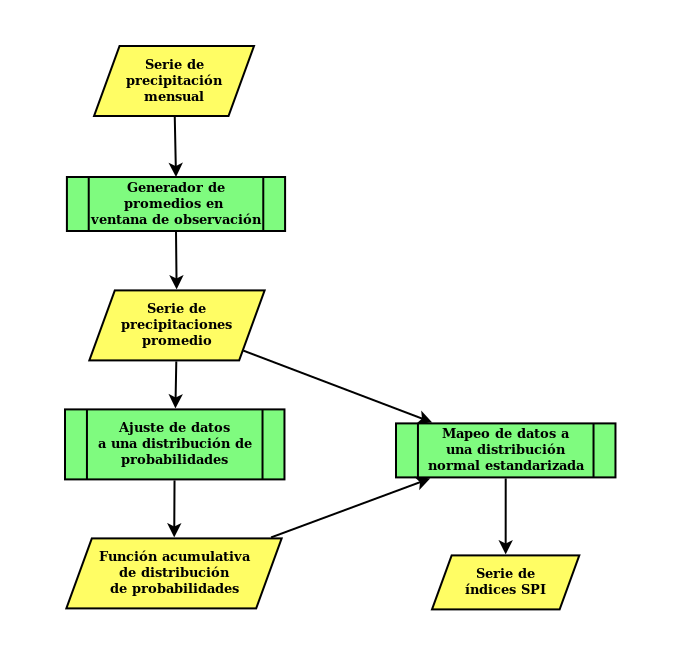 Serie de
precipitación
mensual
Generador de
promedios en
ventana de observación
Serie de
precipitaciones
promedio
Ajuste de datos
a una distribución de
probabilidades
Mapeo de datos a
una distribución
normal estandarizada
Función acumulativa
de distribución
de probabilidades
Serie de
índices SPI